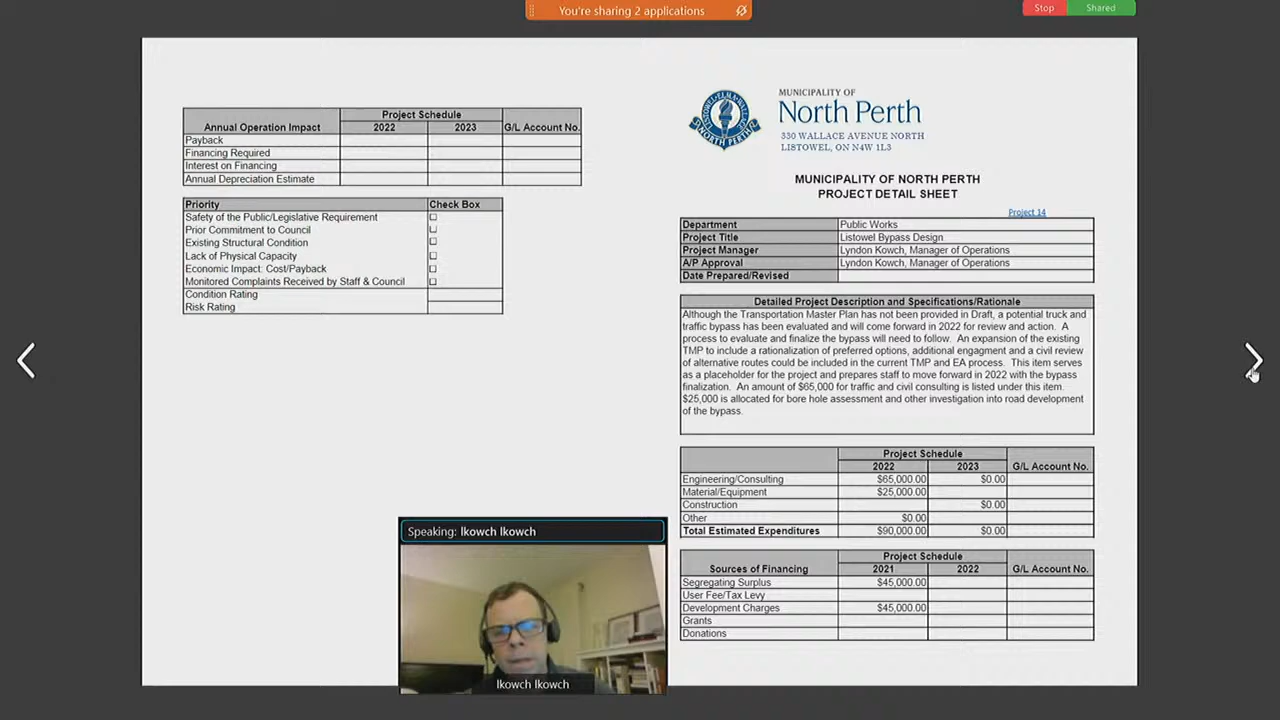 You're sharing 2 applications
Stop
Shared
Project Schedule
Annual Operation Impact 2022 2023 G/L Account No.
Payback
Financing Required
Interest on Financing
Annual Depreciation Estimate
Priority Check Box
Safety of the Public/Legislative Requirement
Prior Commitment to Council
Existing Structural Condition
Lack of Physical Capacity
Economic Impact: Cost/Payback
Monitored Complaints Received by Staff & Council
Condition Rating
Risk Rating
Speaking: lkowch lkowch
lkowch lkowch
NORTH PERTH
MUNICIPALITY OF
North Perth
330 WALLACE AVENUE NORTH
LISTOWEL, ON N4W 1L3
MUNICIPALITY OF NORTH PERTH
PROJECT DETAIL SHEET
Project 14
Department Public Works
Project Title Listowel Bypass Design
Project Manager Lyndon Kowch, Manager of Operations
A/P Approval Lyndon Kowch, Manager of Operations
Date Prepared/Revised
Detailed Project Description and Specifications/Rationale
Although the Transportation Master Plan has not been provided in Draft, a potential truck and
traffic bypass has been evaluated and will come forward in 2022 for review and action. A
process to evaluate and finalize the bypass will need to follow. An expansion of the existing
TMP to include a rationalization of preferred options, additional engagment and a civil review
of alternative routes could be included in the current TMP and EA process. This item serves
as a placeholder for the project and prepares staff to move forward in 2022 with the bypass
finalization. An amount of $65,000 for traffic and civil consulting is listed under this item.
$25,000 is allocated for bore hole assessment and other investigation into road development
of the bypass.
Project Schedule
2022 2023 G/L Account No.
Engineering/Consulting $65,000.00 $0.00
Material/Equipment $25,000.00
Construction $0.00
Other $0.00
Total Estimated Expenditures $90,000.00 $0.00
Project Schedule
Sources of Financing 2021 2022 G/L Account No.
Segregating Surplus $45,000.00
User Fee/Tax Levy
Development Charges $45,000.00
Grants
Donations